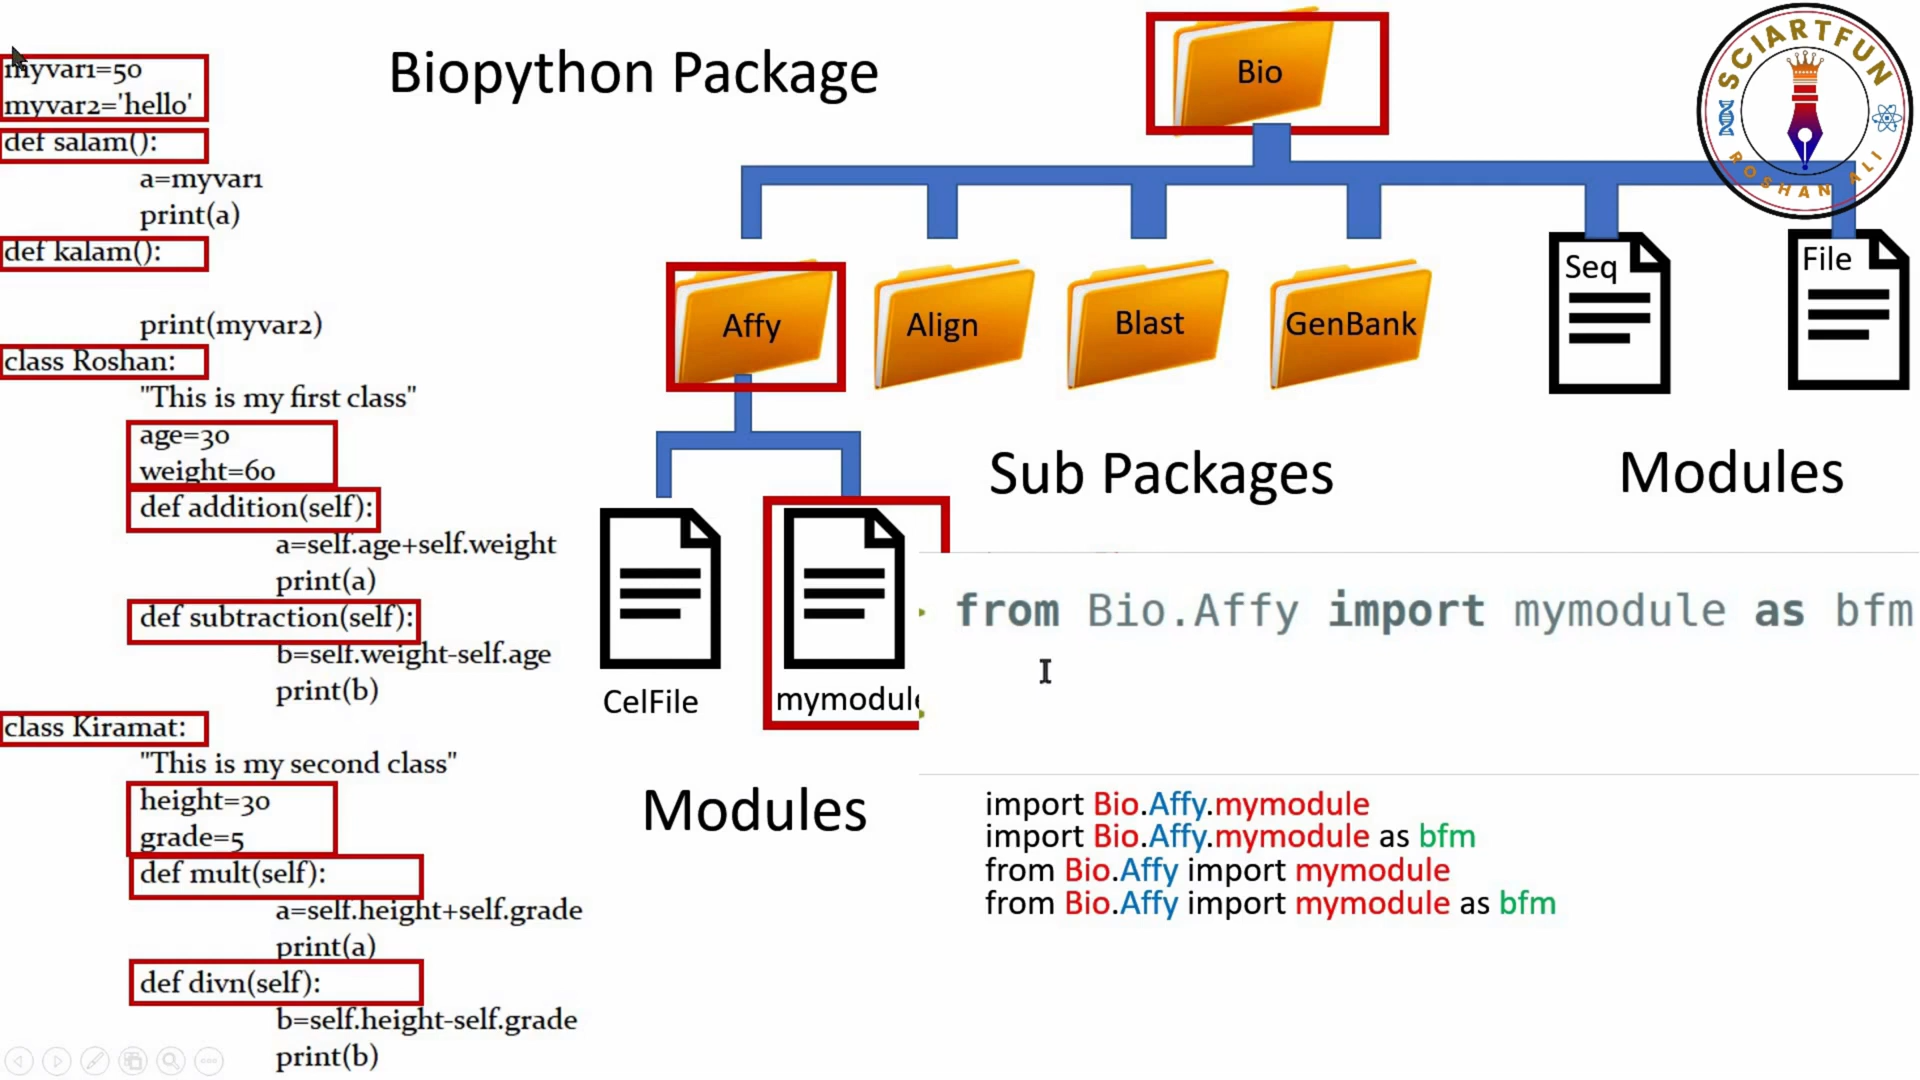 myvar1=50
myvar2='hello'
def salam():
a=myvar1
print(a)
def kalam():
print(myvar2)
class Roshan:
"This is my first class"
age=30
weight=60
def addition(self):
a=self.age+self.weight
print(a)
def subtraction(self):
b=self.weight-self.age
print(b)
class Kiramat:
"This is my second class"
height=30
grade=5
def mult(self):
a=self.height+self.grade
print(a)
def divn(self):
b=self.height-self.grade
print(b)
Biopython Package
Bio
SCIARTFUN
ROSHAN ALI
Affy
Align
Blast
GenBank
Seq
File
Sub Packages
Modules
CelFile
mymodule
Modules
from Bio.Affy import mymodule as bfm
import Bio.Affy.mymodule
import Bio.Affy.mymodule as bfm
from Bio.Affy import mymodule
from Bio.Affy import mymodule as bfm